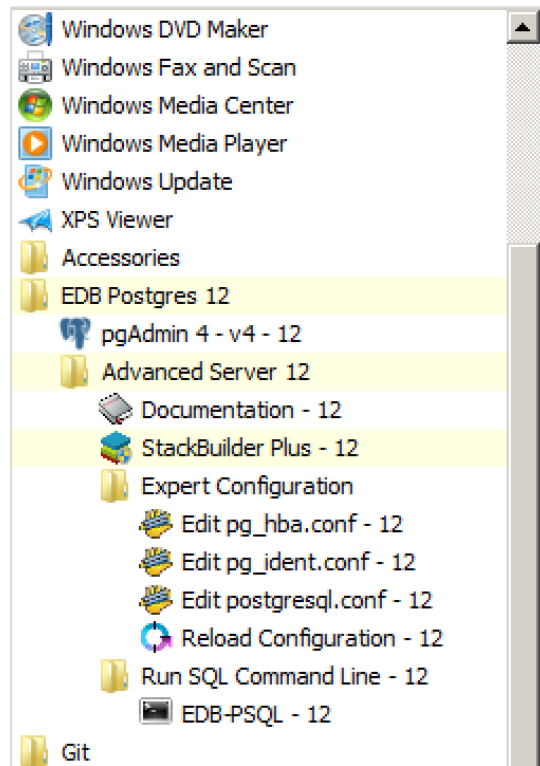 Windows DVD Maker
Windows Fax and Scan
Windows Media Center
Windows Media Player
Windows Update
XPS Viewer
Accessories
EDB Postgres 12
pgAdmin 4 - v4 - 12
Advanced Server 12
Documentation - 12
StackBuilder Plus - 12
Expert Configuration
Edit pg_hba.conf - 12
Edit pg_ident.conf - 12
Edit postgresql.conf - 12
Reload Configuration - 12
Run SQL Command Line - 12
EDB-PSQL - 12
Git